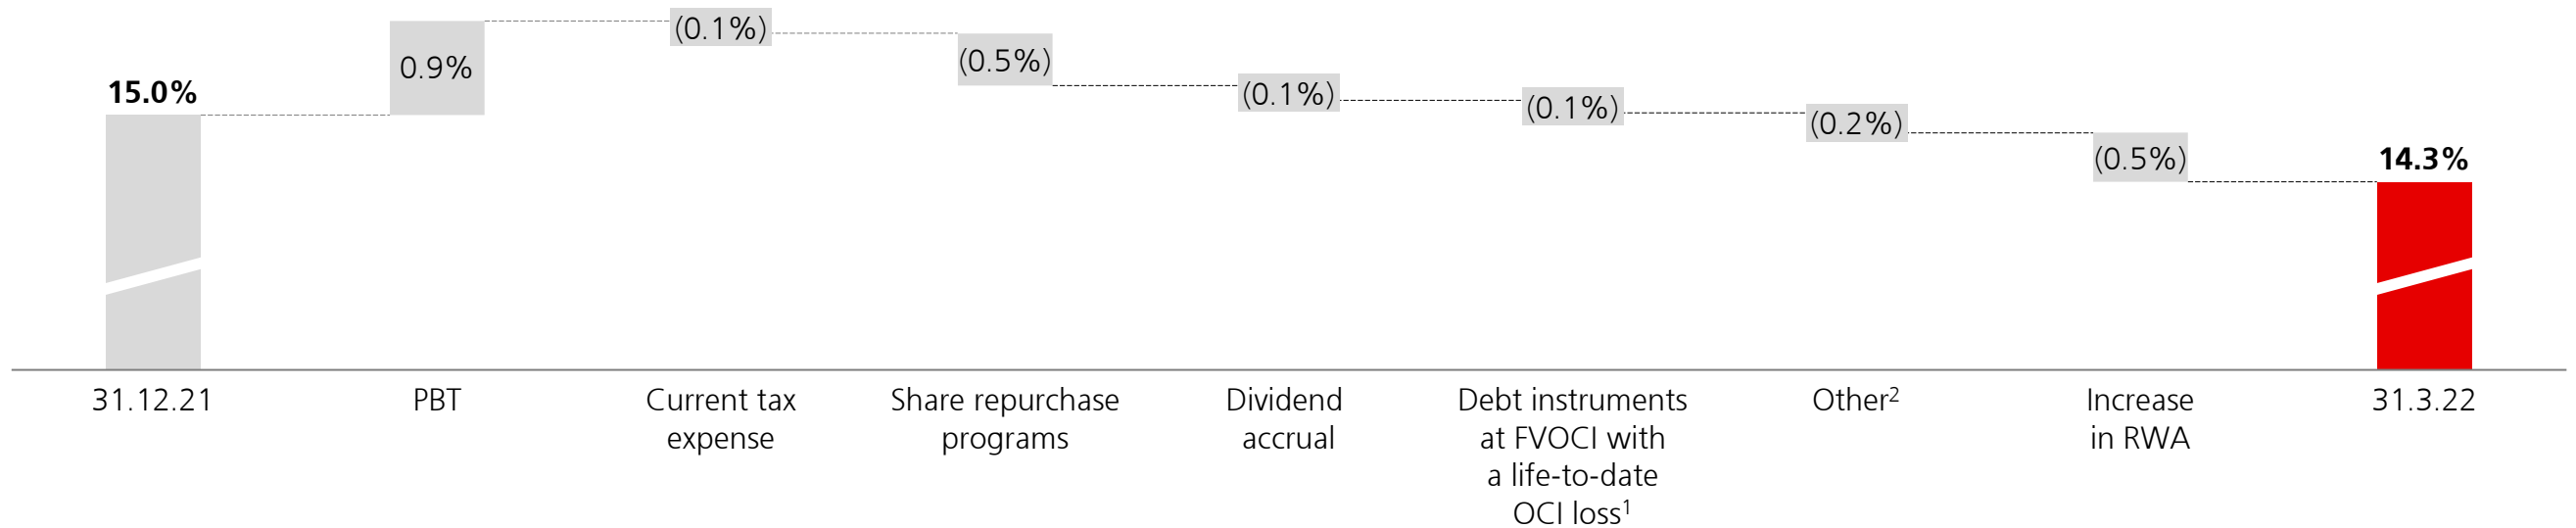 15.0%
0.9%
(0.1%)
(0.5%)
(0.1%)
(0.1%)
(0.2%)
(0.5%)
14.3%
31.12.21
PBT
Current tax
expense
Share repurchase
programs
Dividend
accrual
Debt instruments
at FVOCI with
a life-to-date
OCI loss¹
Other²
Increase
in RWA
31.3.22